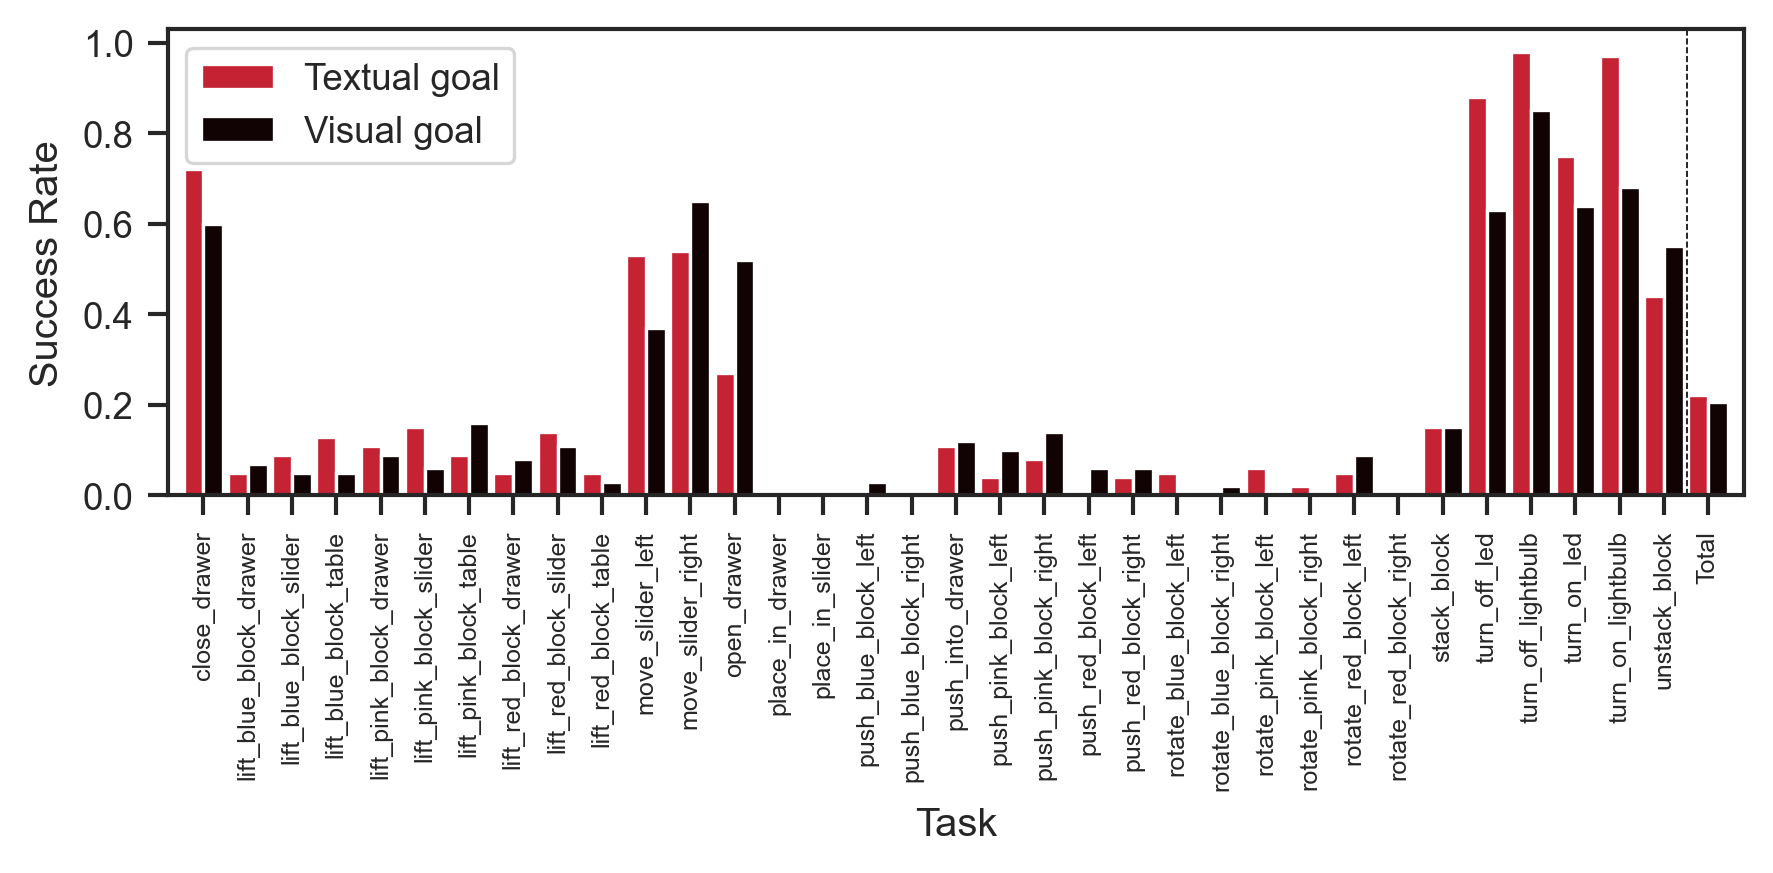 Textual goal
Visual goal
Success Rate
1.0
0.8
0.6
0.4
0.2
0.0
close_drawer
lift_blue_block_drawer
lift_blue_block_slider
lift_blue_block_table
lift_pink_block_drawer
lift_pink_block_slider
lift_pink_block_table
lift_red_block_drawer
lift_red_block_slider
lift_red_block_table
move_slider_left
move_slider_right
open_drawer
place_in_drawer
place_in_slider
push_blue_block_left
push_blue_block_right
push_into_drawer
push_pink_block_left
push_pink_block_right
push_red_block_left
push_red_block_right
rotate_blue_block_left
rotate_blue_block_right
rotate_pink_block_left
rotate_pink_block_right
rotate_red_block_left
rotate_red_block_right
stack_block
turn_off_led
turn_off_lightbulb
turn_on_led
turn_on_lightbulb
unstack_block
Total
Task